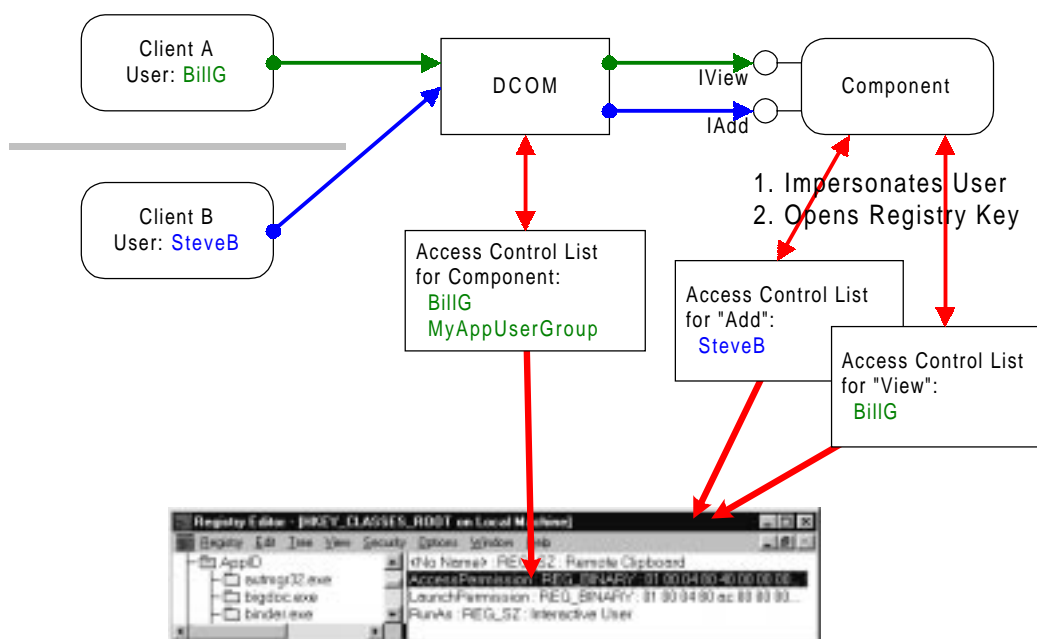 Client A
User: BillG
DCOM
IView
IAdd
Component
Client B
User: SteveB
1. Impersonates User
2. Opens Registry Key
Access Control List
for Component:
BillG
MyAppUserGroup
Access Control List
for "Add":
SteveB
Access Control List
for "View":
BillG
Registry Editor - [HKEY_CLASSES_ROOT on Local Machine]
Registry Edit Tree View Security Options Window Help
AppID
autmgr32.exe
bigdoc.exe
binder.exe
<No Name> : REG_SZ : Remote Clipboard
AccessPermission : REG_BINARY : 01 00 04 80 40 00 00 00...
LaunchPermission : REG_BINARY : 01 00 04 80 ac 00 00 00...
RunAs : REG_SZ : Interactive User